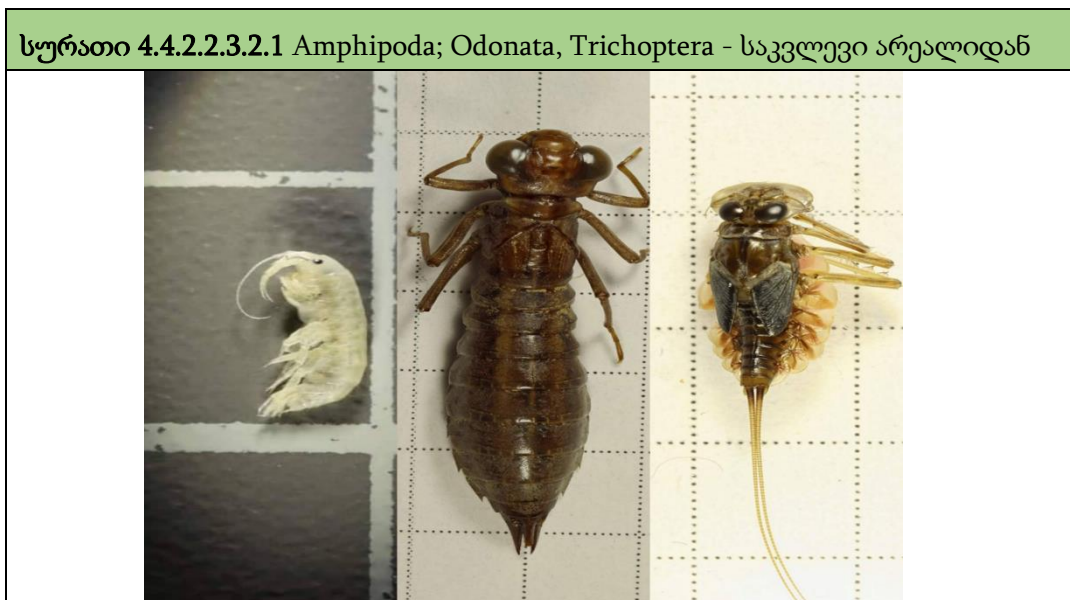 სურათი 4.4.2.2.3.2.1 Amphipoda; Odonata, Trichoptera - საკვლევი არეალიდან